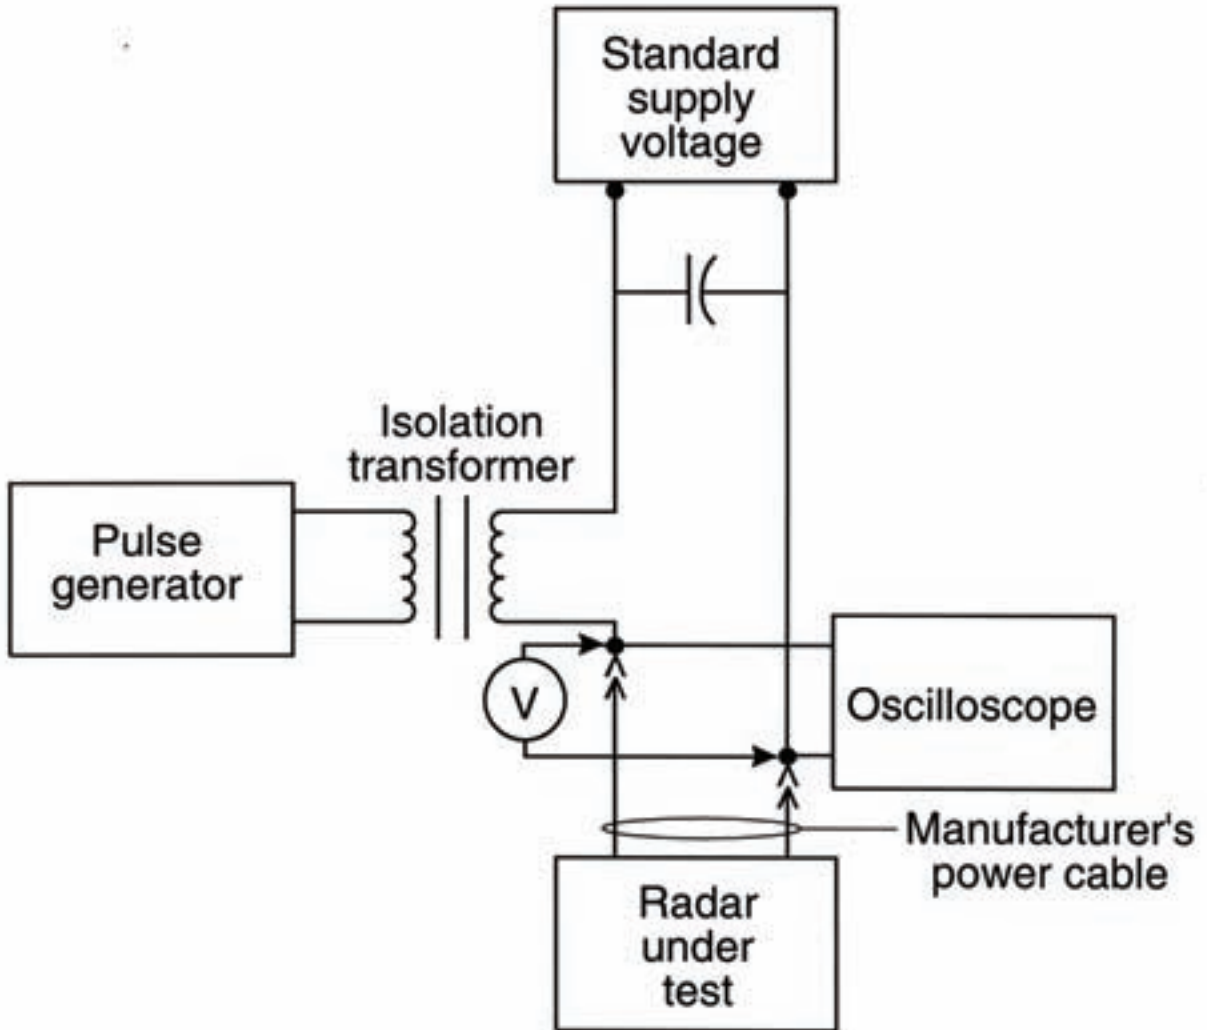 Standard
supply
voltage
Isolation
transformer
Pulse
generator
V
Oscilloscope
Manufacturer's
power cable
Radar
under
test